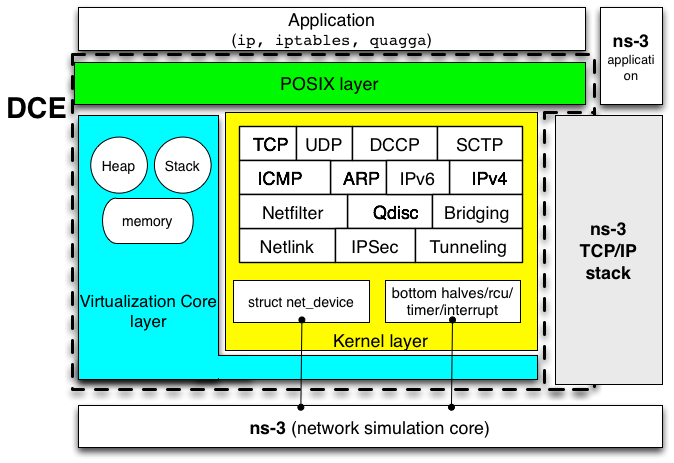 Application
(ip, iptables, quagga)
ns-3
applicati
on
DCE
POSIX layer
TCP UDP DCCP SCTP
ICMP ARP IPv6 IPv4
Netfilter Qdisc Bridging
Netlink IPSec Tunneling
Heap
Stack
memory
Virtualization Core
layer
struct net_device
bottom halves/rcu/
timer/interrupt
Kernel layer
ns-3
TCP/IP
stack
ns-3 (network simulation core)